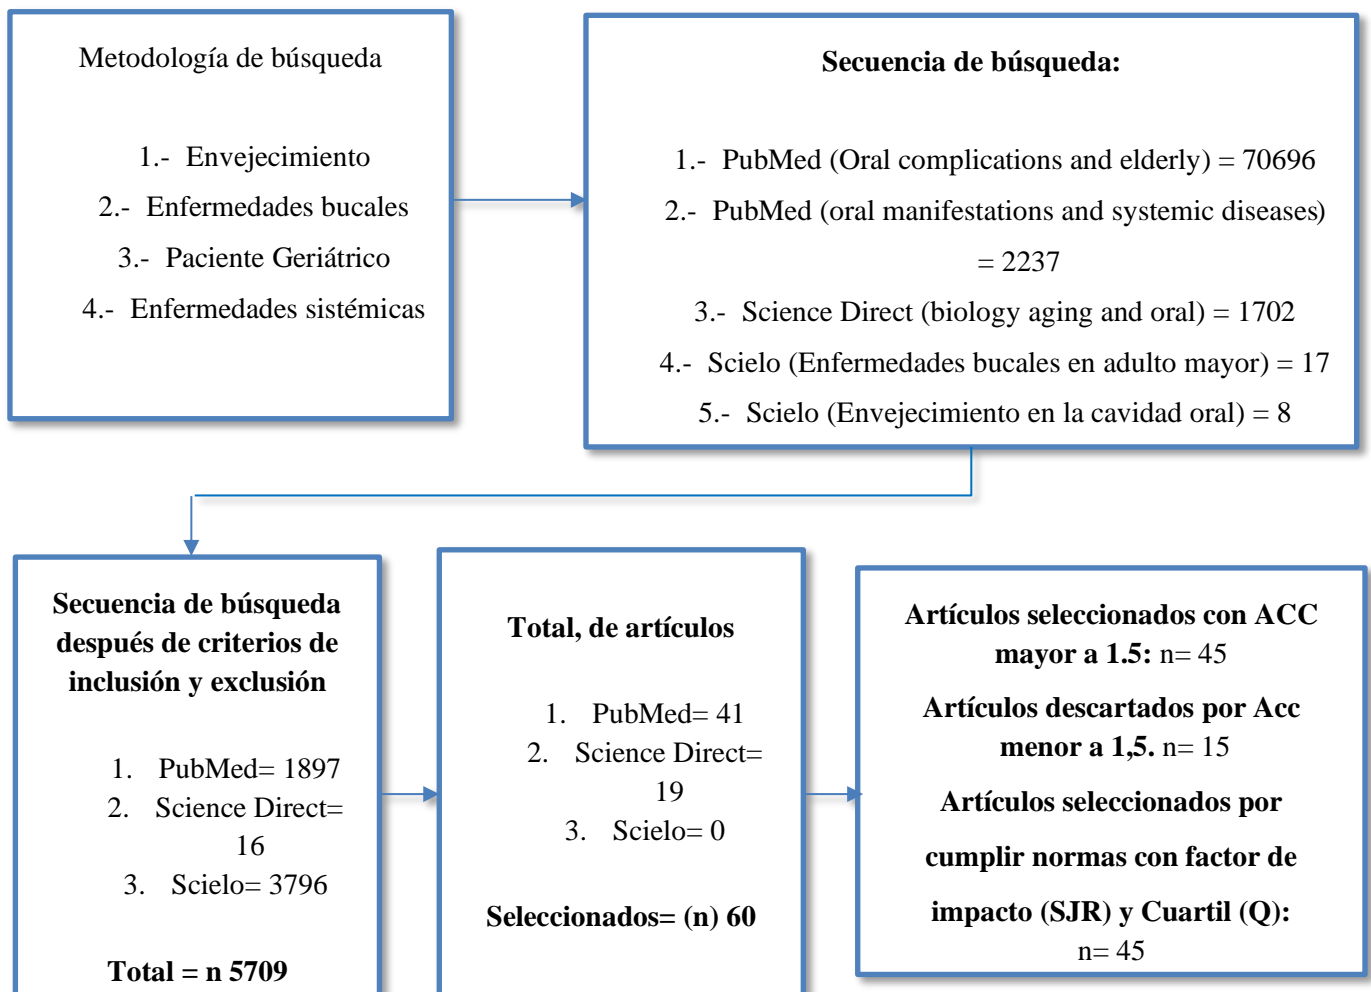 Metodología de búsqueda
1.- Envejecimiento
2.- Enfermedades bucales
3.- Paciente Geriátrico
4.- Enfermedades sistémicas
Secuencia de búsqueda:
1.- PubMed (Oral complications and elderly) = 70696
2.- PubMed (oral manifestations and systemic diseases)
= 2237
3.- Science Direct (biology aging and oral) = 1702
4.- Scielo (Enfermedades bucales en adulto mayor) = 17
5.- Scielo (Envejecimiento en la cavidad oral) = 8
Secuencia de búsqueda
después de criterios de
inclusión y exclusión
1. PubMed= 1897
2. Science Direct=
16
3. Scielo= 3796
Total = n 5709
Total, de artículos
1. PubMed= 41
2. Science Direct=
19
3. Scielo= 0
Seleccionados= (n) 60
Artículos seleccionados con ACC
mayor a 1.5: n= 45
Artículos descartados por Acc
menor a 1,5. n= 15
Artículos seleccionados por
cumplir normas con factor de
impacto (SJR) y Cuartil (Q):
n= 45